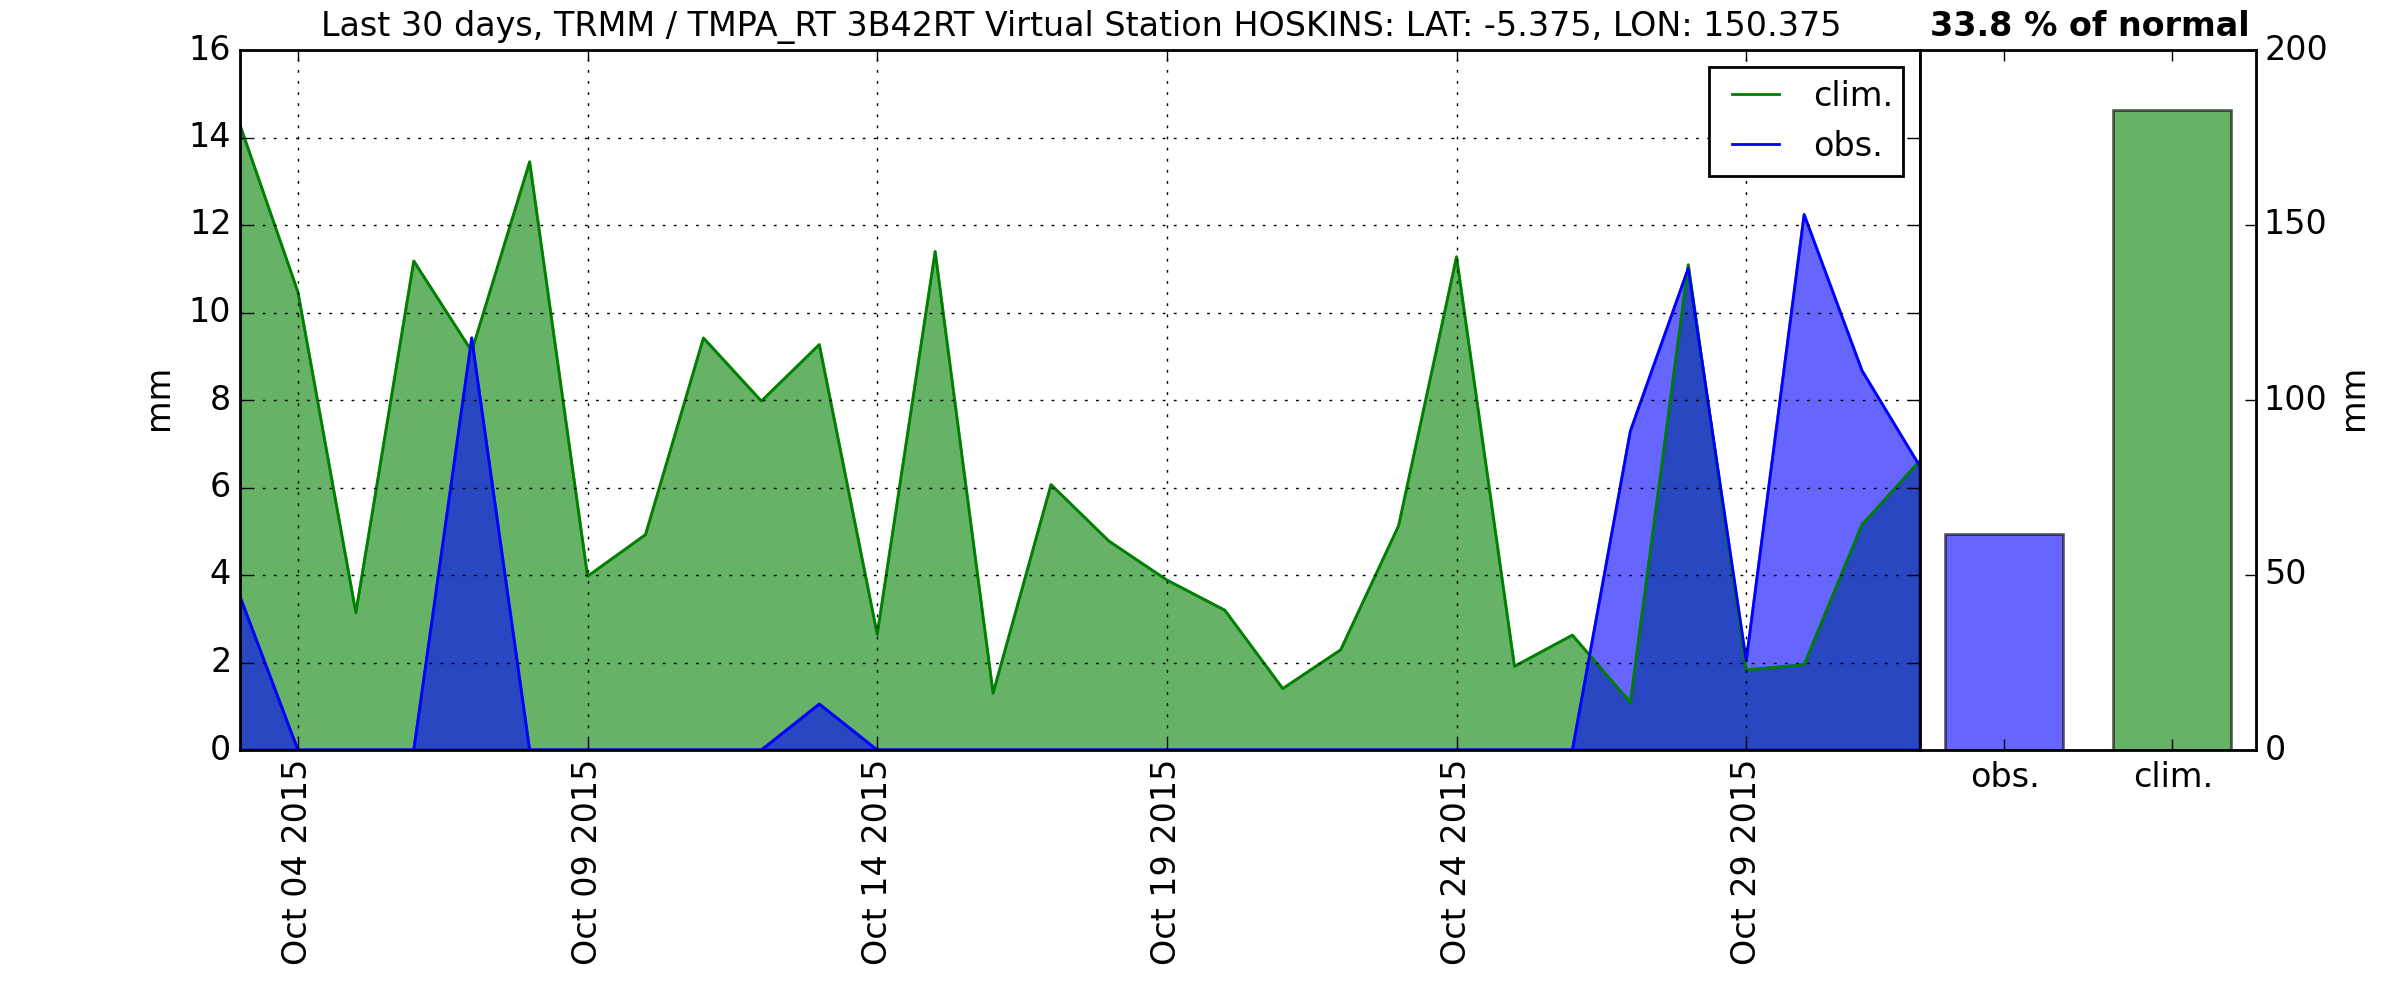 Last 30 days, TRMM / TMPA_RT 3B42RT Virtual Station HOSKINS: LAT: -5.375, LON: 150.375
33.8 % of normal
16
14
12
10
8
6
4
2
0
mm
clim.
obs.
200
150
100
50
0
mm
Oct 04 2015
Oct 09 2015
Oct 14 2015
Oct 19 2015
Oct 24 2015
Oct 29 2015
obs.
clim.